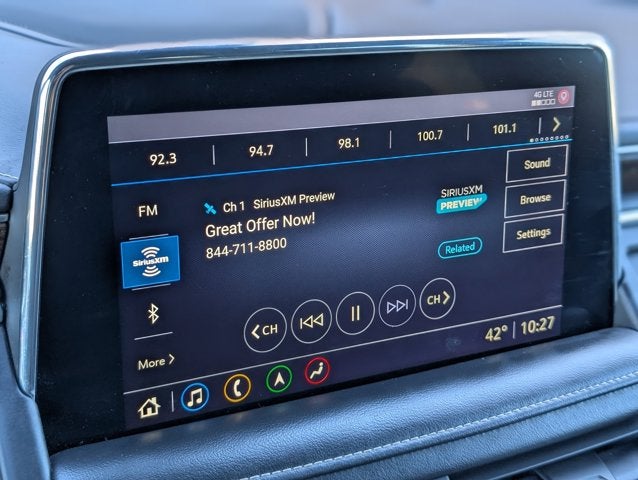 4G LTE
92.3 94.7 98.1 100.7 101.1
Sound
FM
Ch 1 SiriusXM Preview
SIRIUSXM
PREVIEW
Browse
Great Offer Now!
844-711-8800
Settings
SiriusXM
Related
CH CH
More
42° 10:27